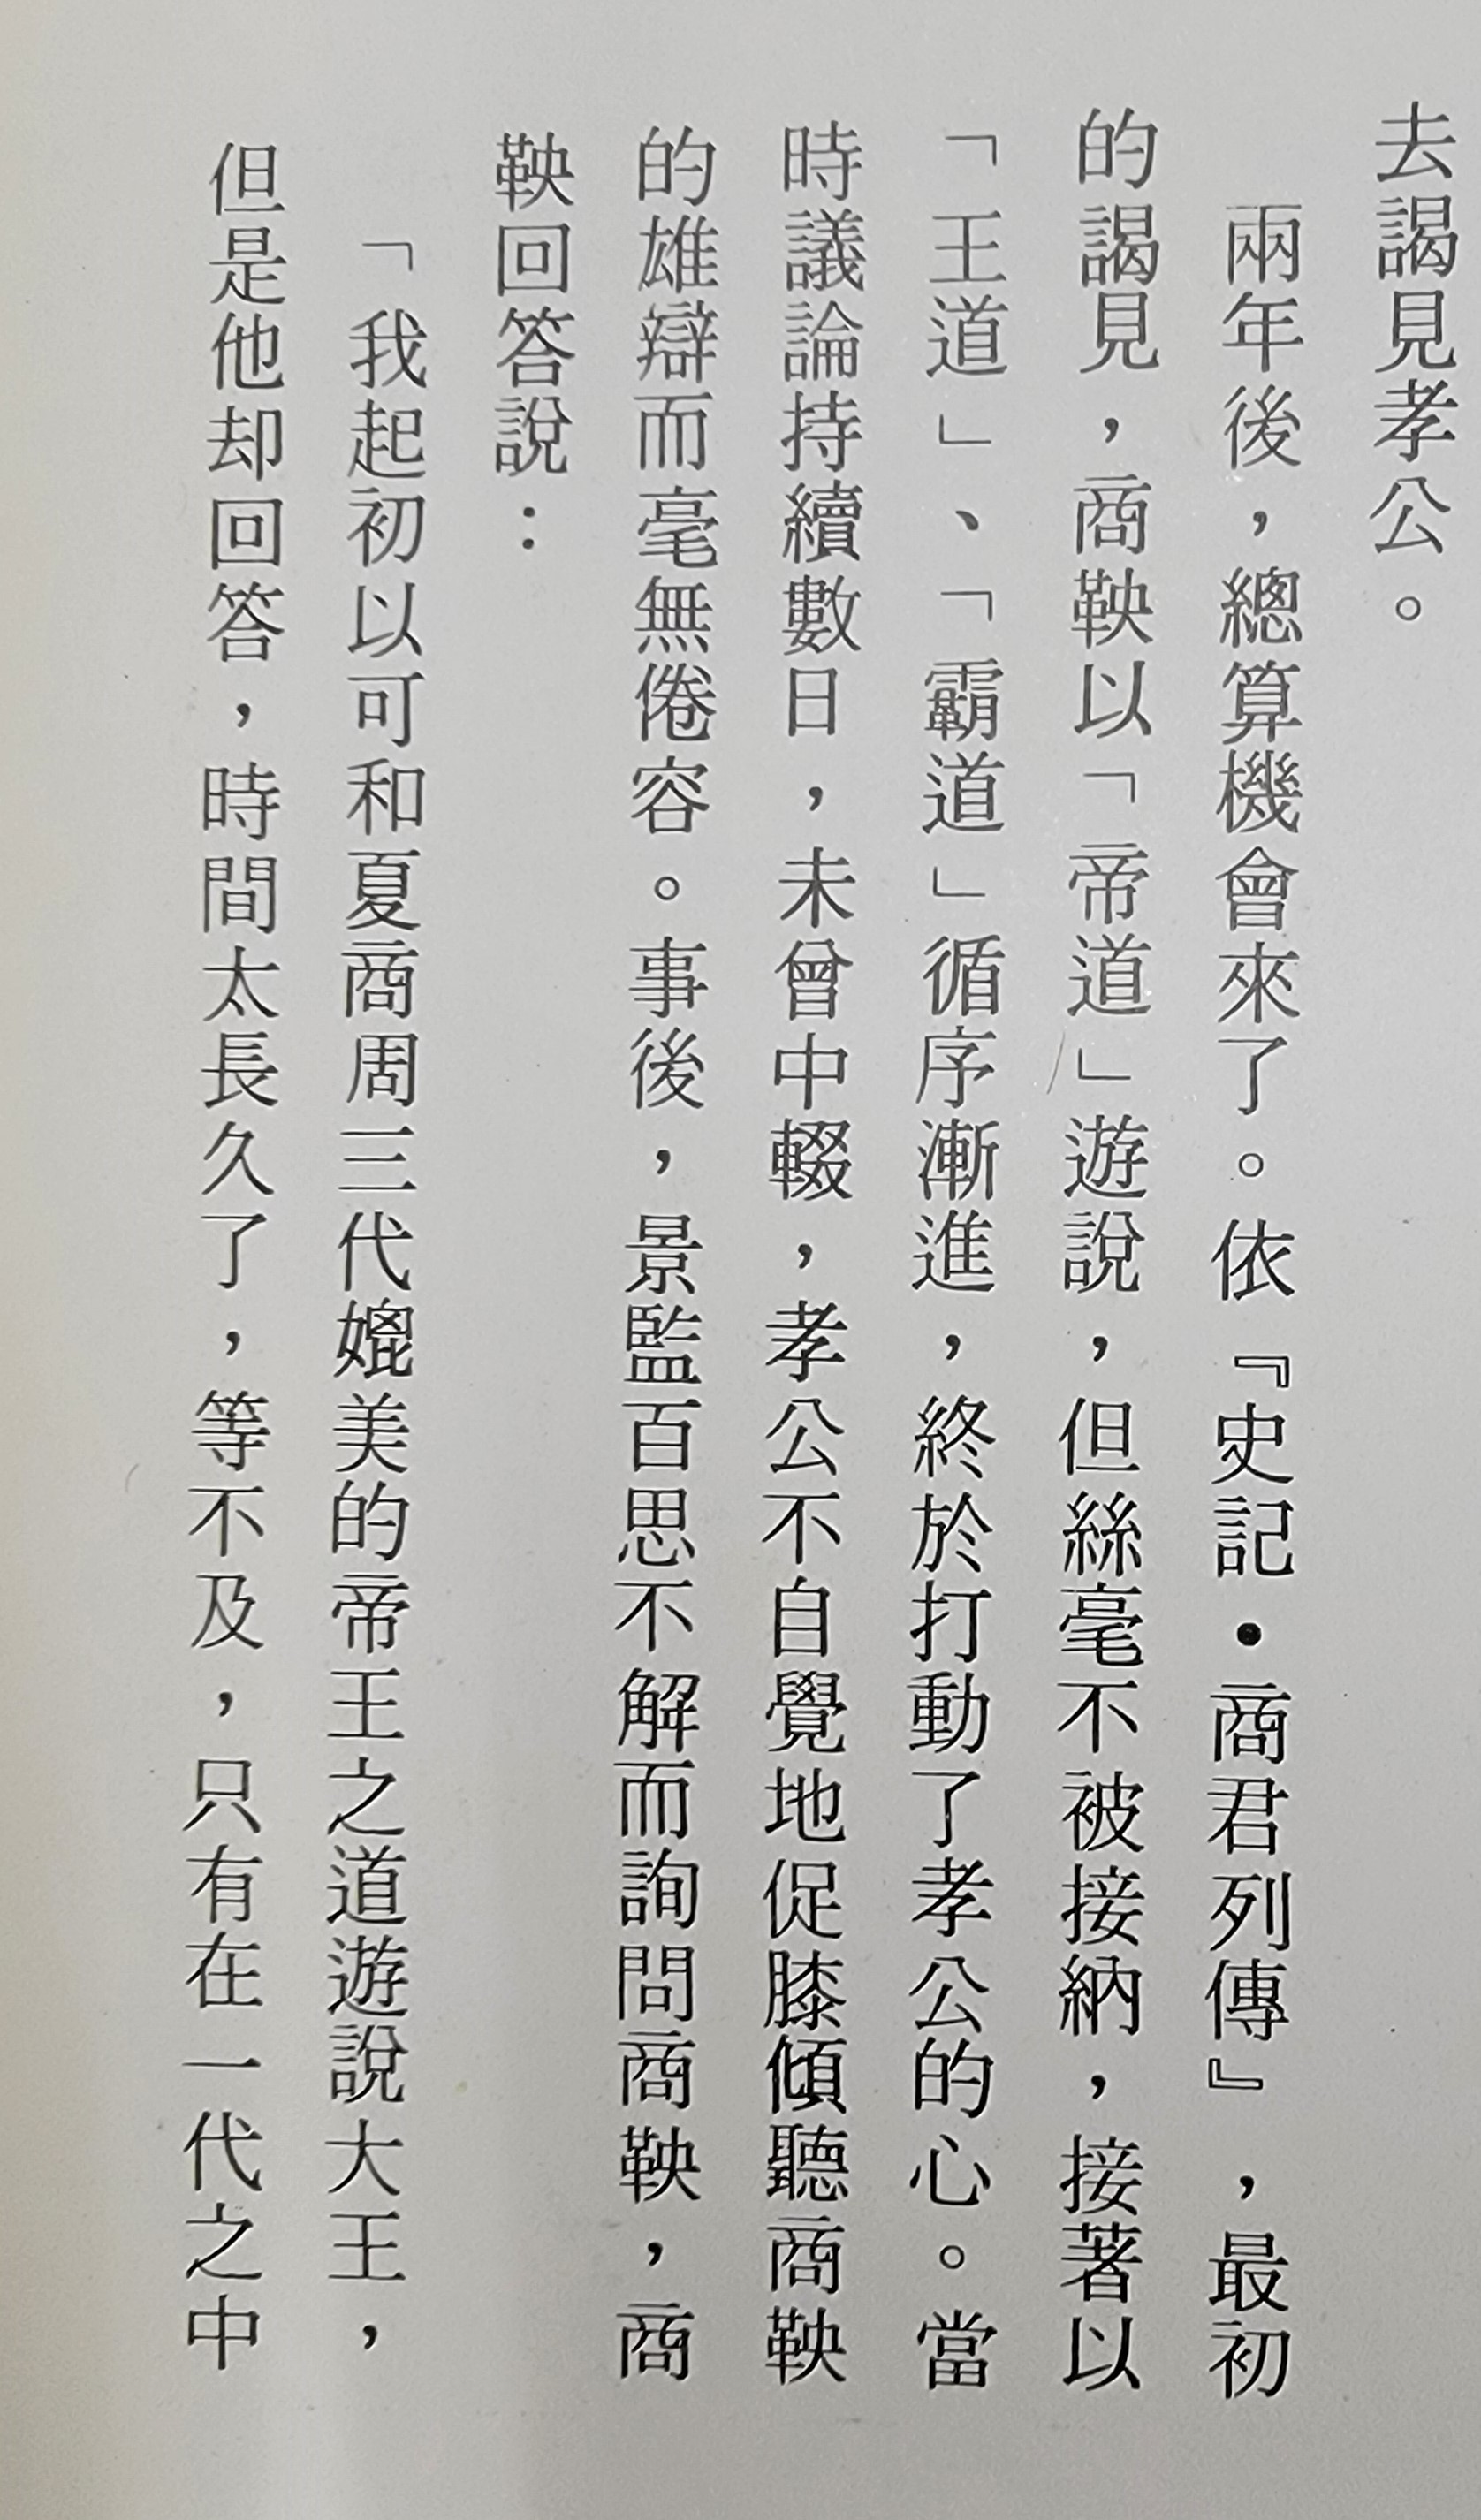 去謁見孝公。
兩年後，總算機會來了。依『史記・商君列傳』，最初
的謁見，商鞅以「帝道」遊說，但絲毫不被接納，接著以
「王道」、「霸道」循序漸進，終於打動了孝公的心。當
時議論持續數日，未曾中輟，孝公不自覺地促膝傾聽商鞅
的雄辯而毫無倦容。事後，景監百思不解而詢問商鞅，商
鞅回答說：
「我起初以可和夏商周三代媲美的帝王之道遊說大王，
但是他却回答，時間太長久了，等不及，只有在一代之中